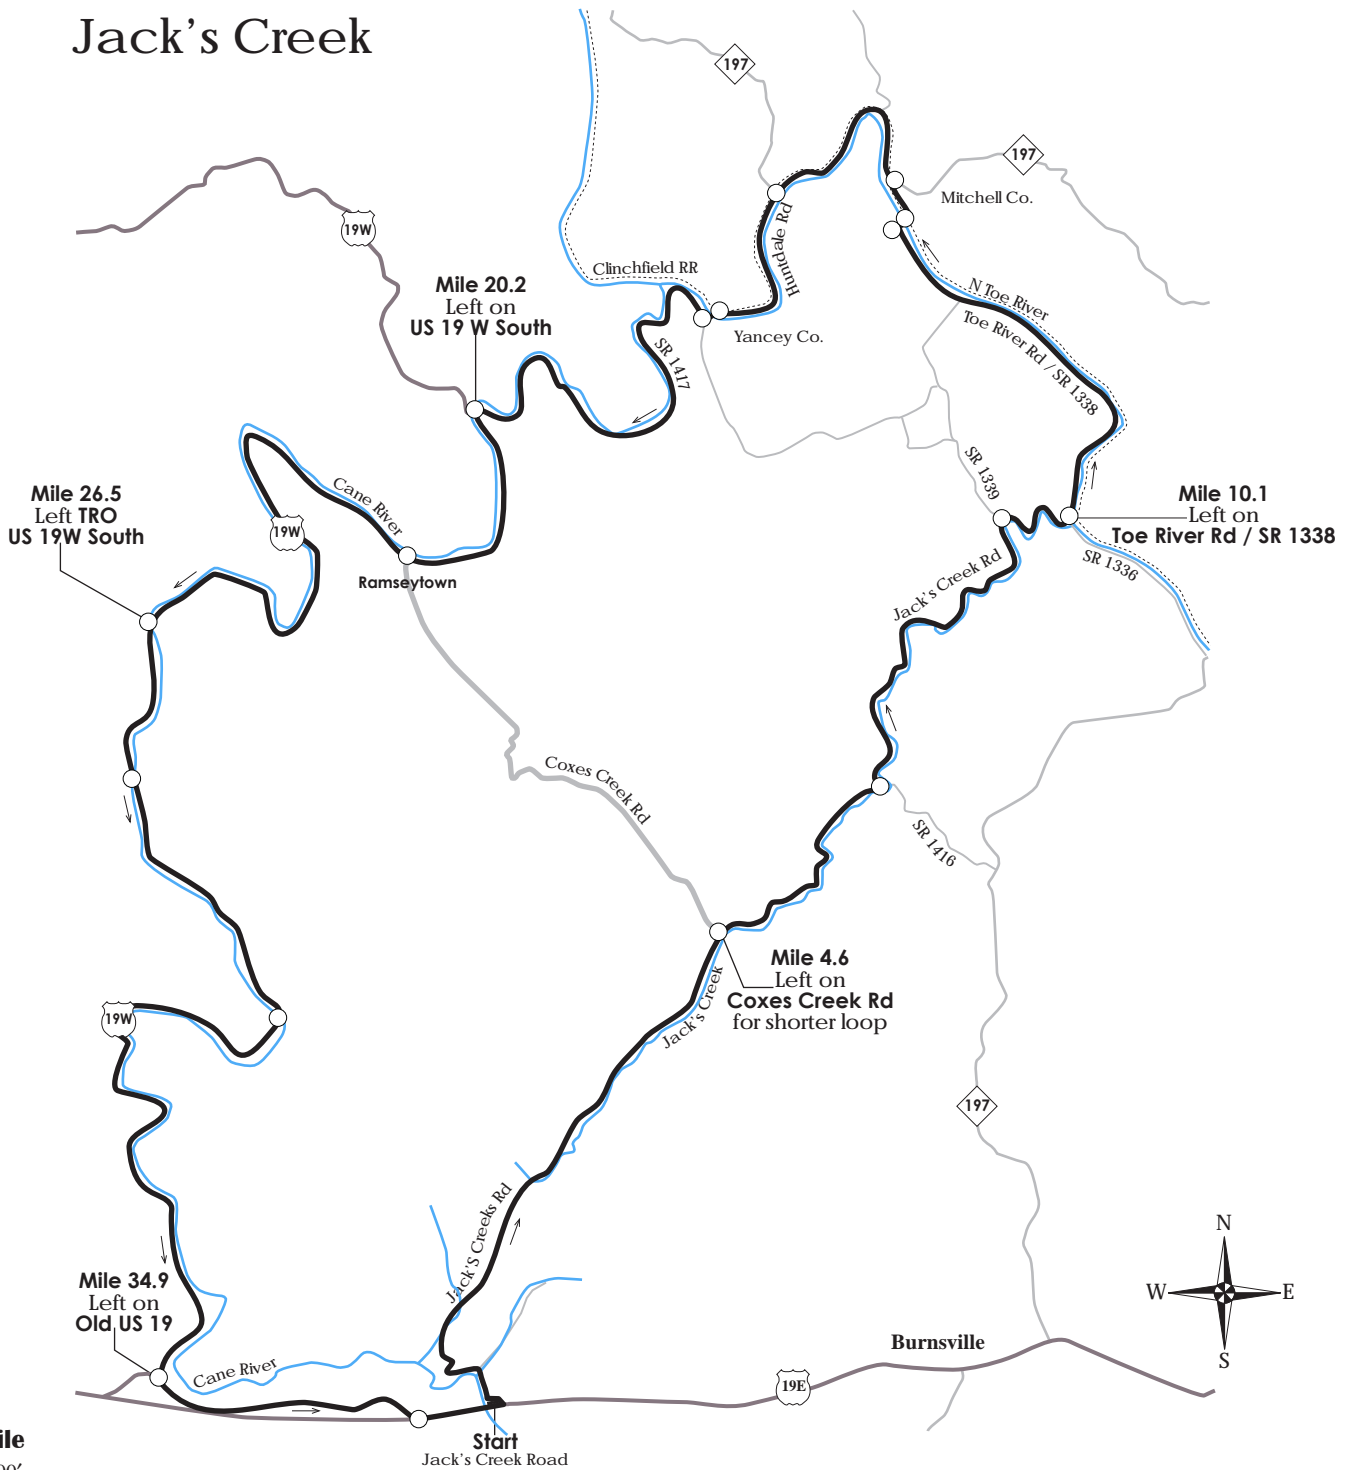 Jack's Creek
197
197
Mitchell Co.
19W
Clinchfield RR
Huntdale Rd
Mile 20.2
Left on
US 19 W South
N Toe River
Yancey Co.
Toe River Rd / SR 1338
SR 1417
SR 1339
Mile 26.5
Left TRO
US 19W South
Cane River
19W
Mile 10.1
Left on
Toe River Rd / SR 1338
SR 1336
Ramseytown
Jack's Creek Rd
Coxes Creek Rd
SR 1416
Mile 4.6
Left on
Coxes Creek Rd
for shorter loop
Jack's Creek
19W
197
Jack'S Creeks Rd
N
W
E
S
Mile 34.9
Left on
Old US 19
Burnsville
Cane River
19E
Start
Jack's Creek Road